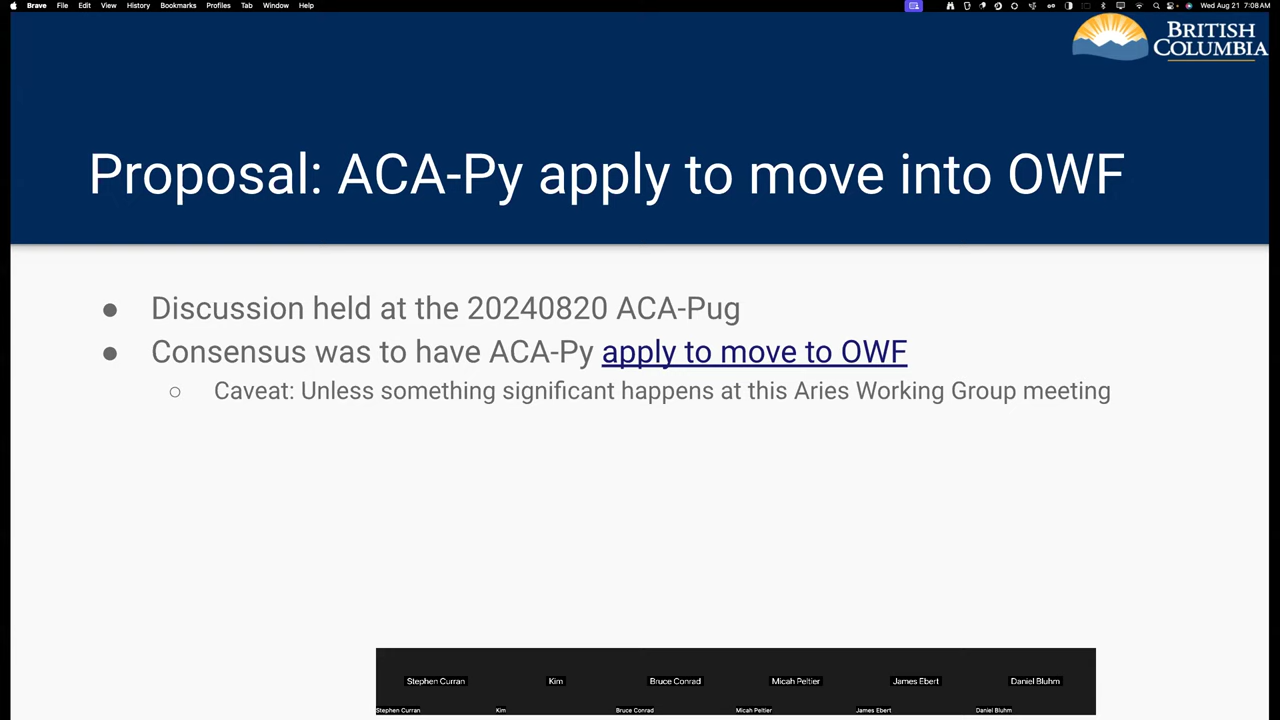 Brave File Edit View History Bookmarks Profiles Tab Window Help Wed Aug 21 7:08 AM
BRITISH
COLUMBIA
Proposal: ACA-Py apply to move into OWF
● Discussion held at the 20240820 ACA-Pug
● Consensus was to have ACA-Py apply to move to OWF
○ Caveat: Unless something significant happens at this Aries Working Group meeting
Stephen Curran Kim Bruce Conrad Micah Peltier James Ebert Daniel Bluhm
Stephen Curran Kim Bruce Conrad Micah Peltier James Ebert Daniel Bluhm